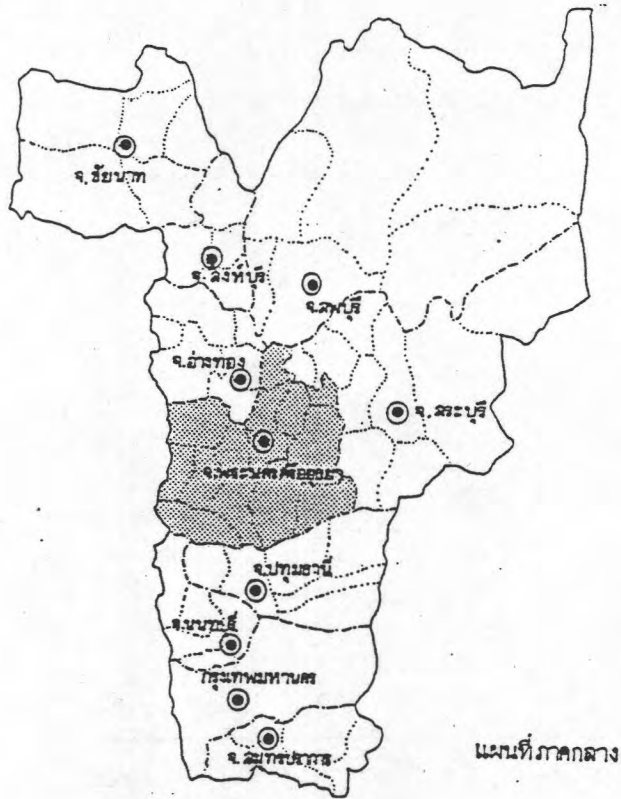 จ.ชัยนาท
จ.สิงห์บุรี
จ.ลพบุรี
จ.อ่างทอง
จ.สระบุรี
จ.พระนครศรีอยุธยา
จ.ปทุมธานี
จ.นนทบุรี
กรุงเทพมหานคร
จ.สมุทรปราการ
แผนที่ภาคกลาง